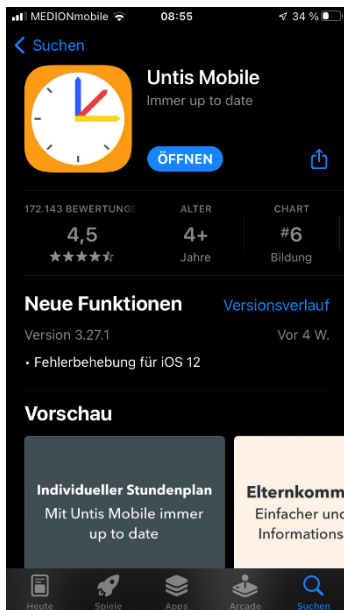 MEDIONmobile 08:55 34 %
Suchen
Untis Mobile
Immer up to date
ÖFFNEN
172.143 BEWERTUNGE ALTER CHART
4,5 4+ #6
Jahre Bildung
Neue Funktionen Versionsverlauf
Version 3.27.1 Vor 4 W.
• Fehlerbehebung für iOS 12
Vorschau
Individueller Stundenplan
Mit Untis Mobile immer
up to date
Elternkomm
Einfacher und
Informations
Heute Spiele Apps Arcade Suchen